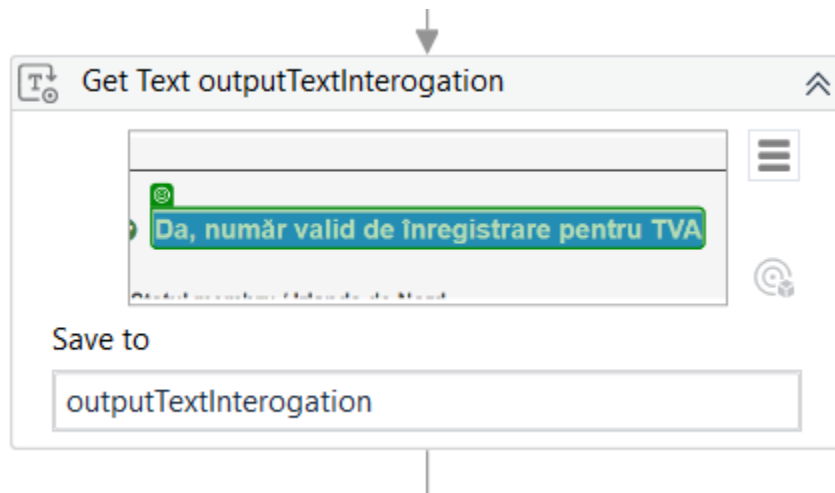 Get Text outputTextInterogation
Da, număr valid de înregistrare pentru TVA
Save to
outputTextInterogation